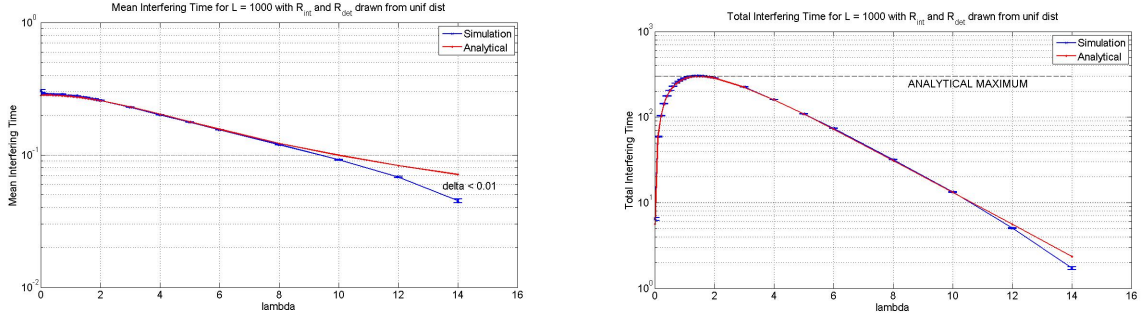 Mean Interfering Time for L = 1000 with R_int and R_det drawn from unif dist
10^0
10^-1
10^-2
Mean Interfering Time
Simulation
Analytical
delta < 0.01
0 2 4 6 8 10 12 14 16
lambda
Total Interfering Time for L = 1000 with R_int and R_det drawn from unif dist
10^3
10^2
10^1
10^0
Total Interfering Time
Simulation
Analytical
ANALYTICAL MAXIMUM
0 2 4 6 8 10 12 14 16
lambda